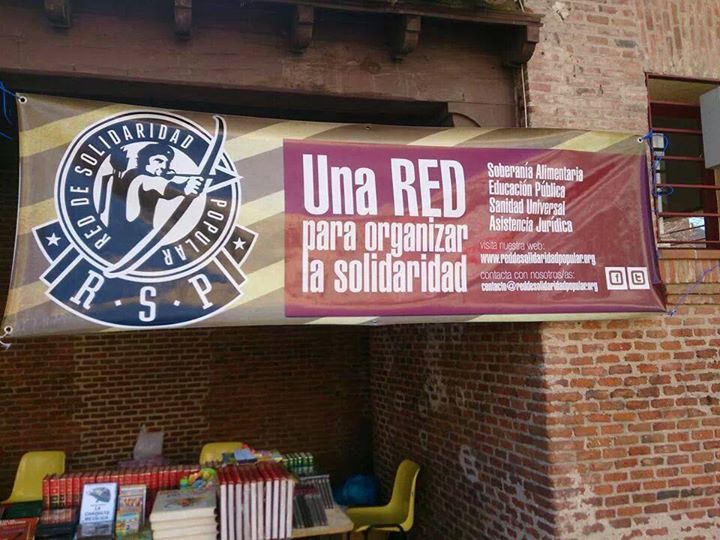 RED DE SOLIDARIDAD POPULAR
R.S.P
Una RED
para organizar
la solidaridad
Soberanía Alimentaria
Educación Pública
Sanidad Universal
Asistencia Jurídica
visita nuestra web:
www.reddesolidaridadpopular.org
contacta con nosotros/as:
contacto@reddesolidaridadpopular.org